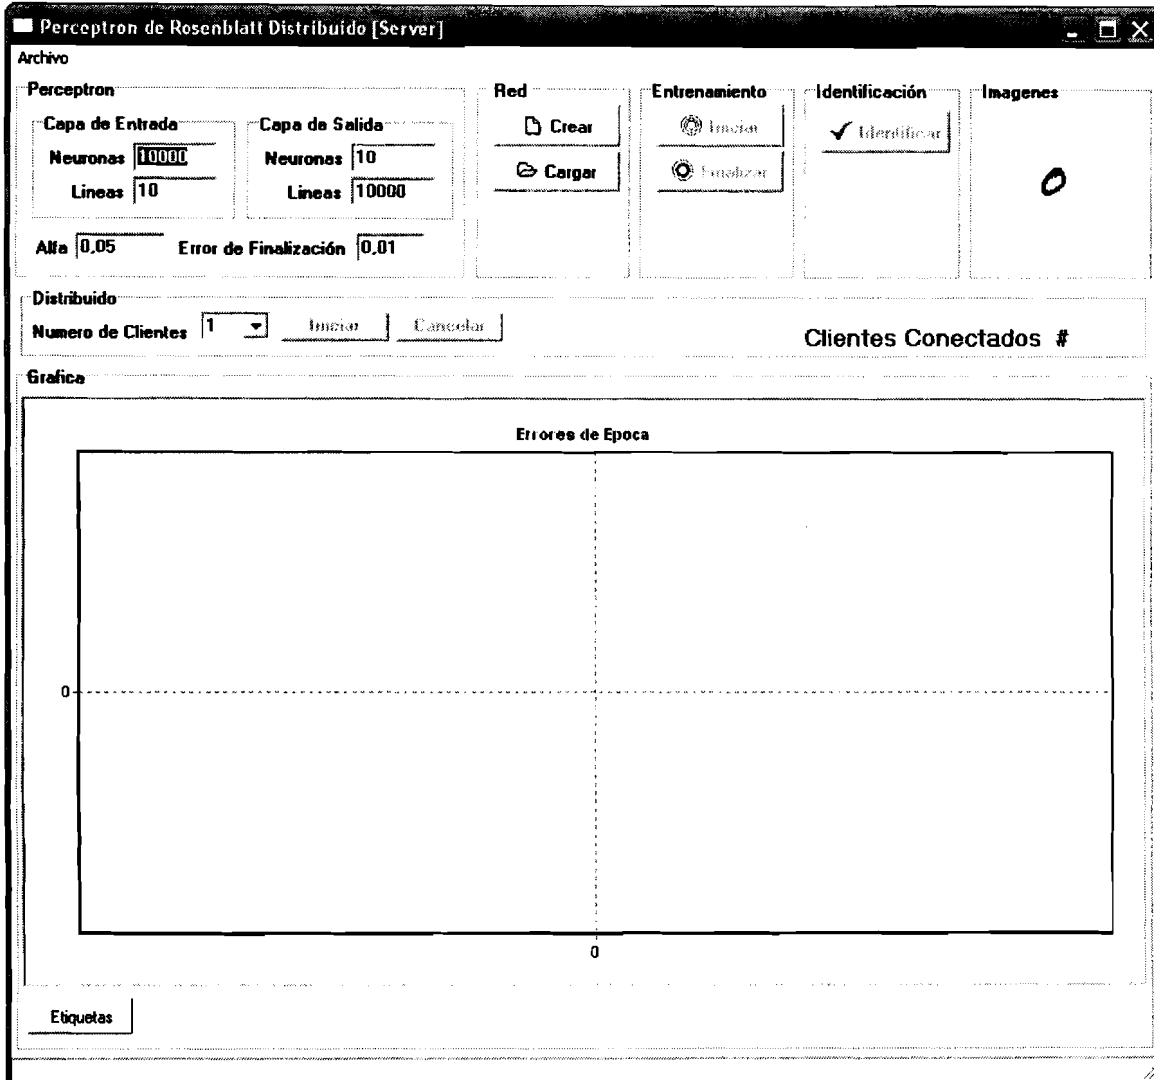 Perceptron de Rosenblatt Distribuido [Server]
Archivo
Perceptron
Red
Entrenamiento
Identificación
Imagenes
Capa de Entrada
Capa de Salida
Crear
Iniciar
Identificar
Neuronas 10000
Neuronas 10
Cargar
Finalizar
0
Lineas 10
Lineas 10000
Alfa 0,05
Error de Finalización 0,01
Distribuido
Numero de Clientes 1
Iniciar
Cancelar
Clientes Conectados #
Grafica
Errores de Epoca
0
0
Etiquetas